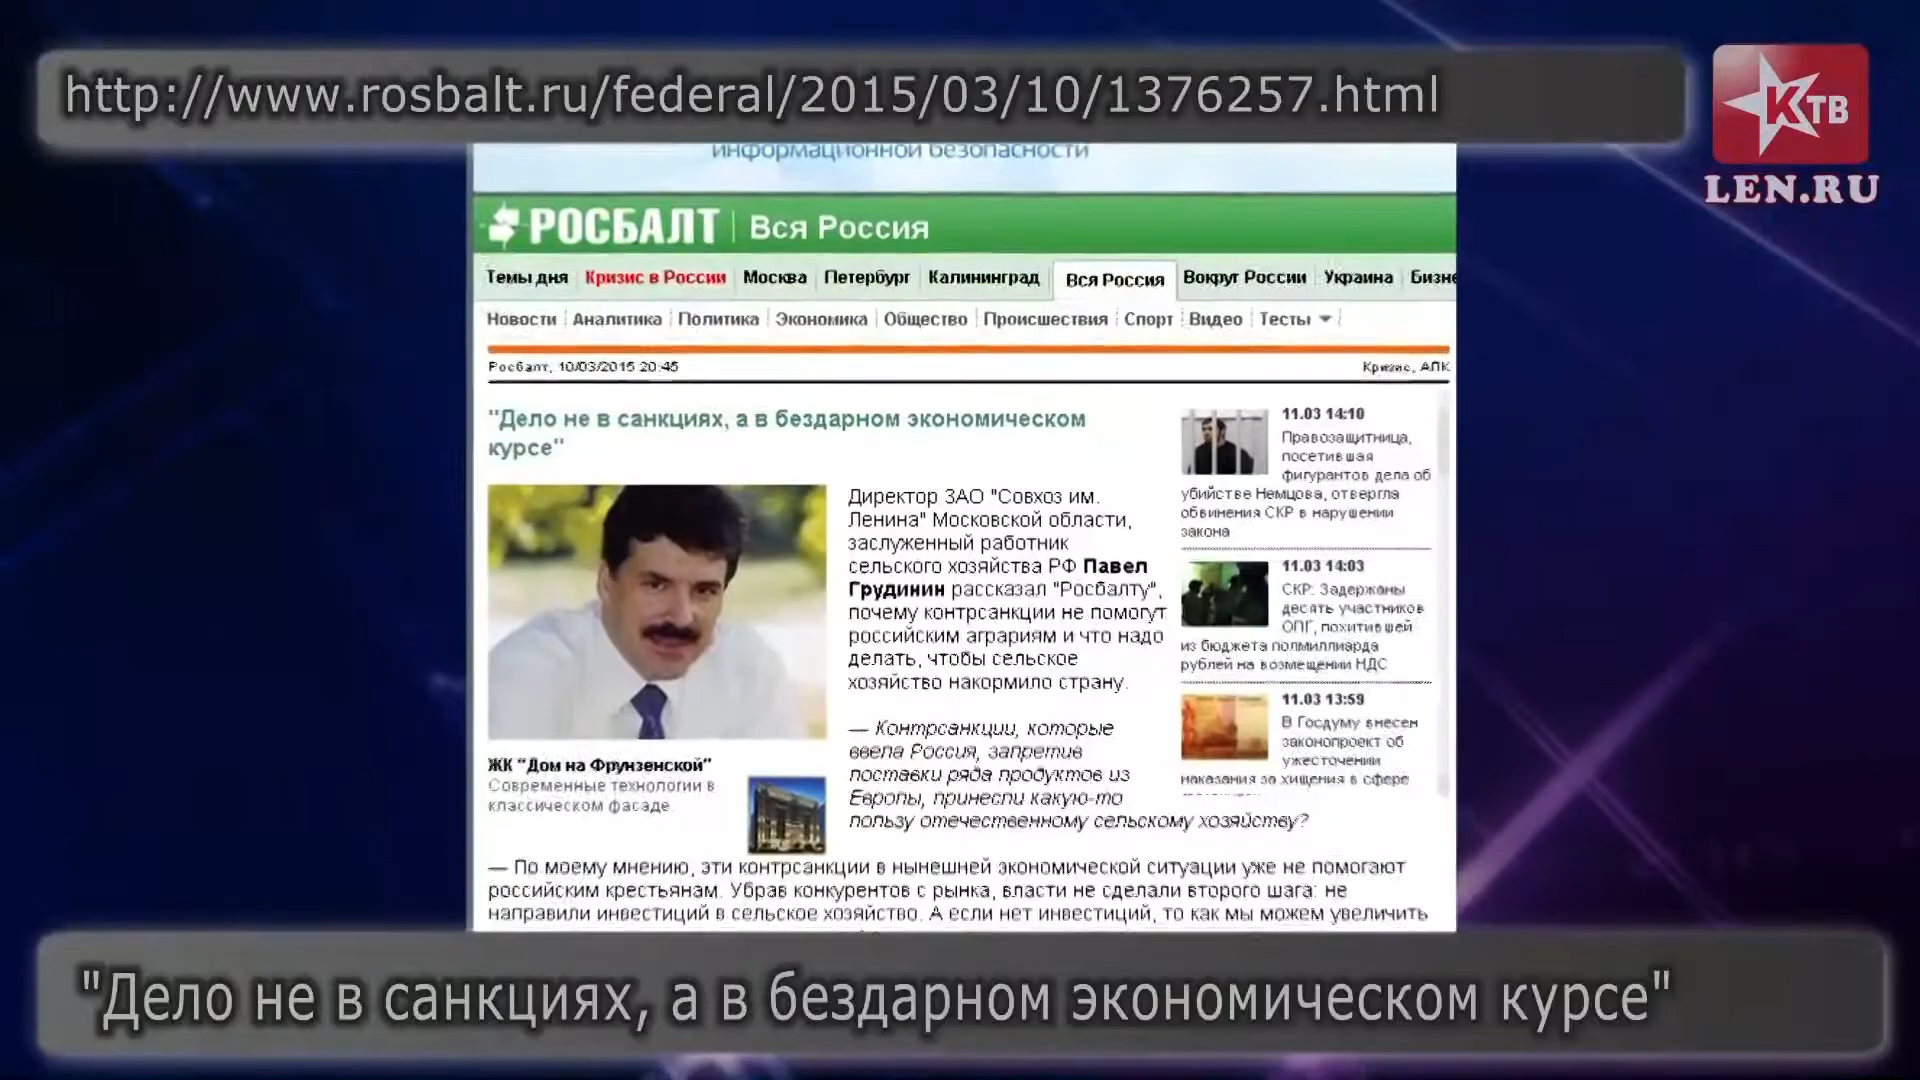 http://www.rosbalt.ru/federal/2015/03/10/1376257.html
КТВ
LEN.RU
информационной безопасности
РОСБАЛТ | Вся Россия
Темы дня Кризис в России Москва Петербург Калининград Вся Россия Вокруг России Украина Бизне
Новости Аналитика Политика Экономика Общество Происшествия Спорт Видео Тесты
Росбалт, 10/03/2015 20:45
Кризис, АПК
"Дело не в санкциях, а в бездарном экономическом
курсе"
Директор ЗАО "Совхоз им.
Ленина" Московской области,
заслуженный работник
сельского хозяйства РФ Павел
Грудинин рассказал "Росбалту",
почему контрсанкции не помогут
российским аграриям и что надо
делать, чтобы сельское
хозяйство накормило страну.
— Контрсанкции, которые
ввела Россия, запретив
поставки ряда продуктов из
Европы, принесли какую-то
пользу отечественному сельскому хозяйству?
ЖК "Дом на Фрунзенской"
Современные технологии в
классическом фасаде
— По моему мнению, эти контрсанкции в нынешней экономической ситуации уже не помогают
российским крестьянам. Убрав конкурентов с рынка, власти не сделали второго шага: не
направили инвестиций в сельское хозяйство. А если нет инвестиций, то как мы можем увеличить
11.03 14:10
Правозащитница,
посетившая
фигурантов дела об
убийстве Немцова, отвергла
обвинения СКР в нарушении
закона
11.03 14:03
СКР: Задержаны
десять участников
ОПГ, похитившей
из бюджета полмиллиарда
рублей на возмещении НДС
11.03 13:59
В Госдуму внесен
законопроект об
ужесточении
наказания за хищения в сфере
"Дело не в санкциях, а в бездарном экономическом курсе"